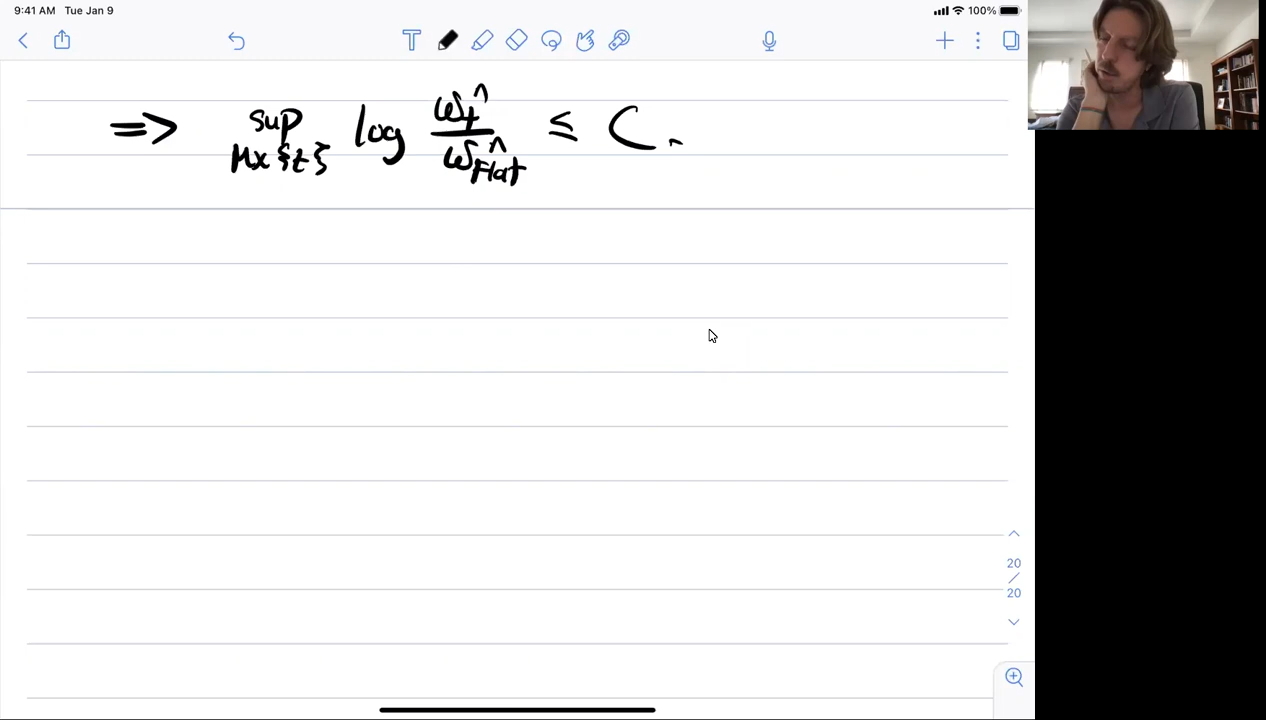 9:41 AM Tue Jan 9
100%
=> sup log ω_t^n / ω_Flat^n ≤ C.
M×{t}
20
/
20